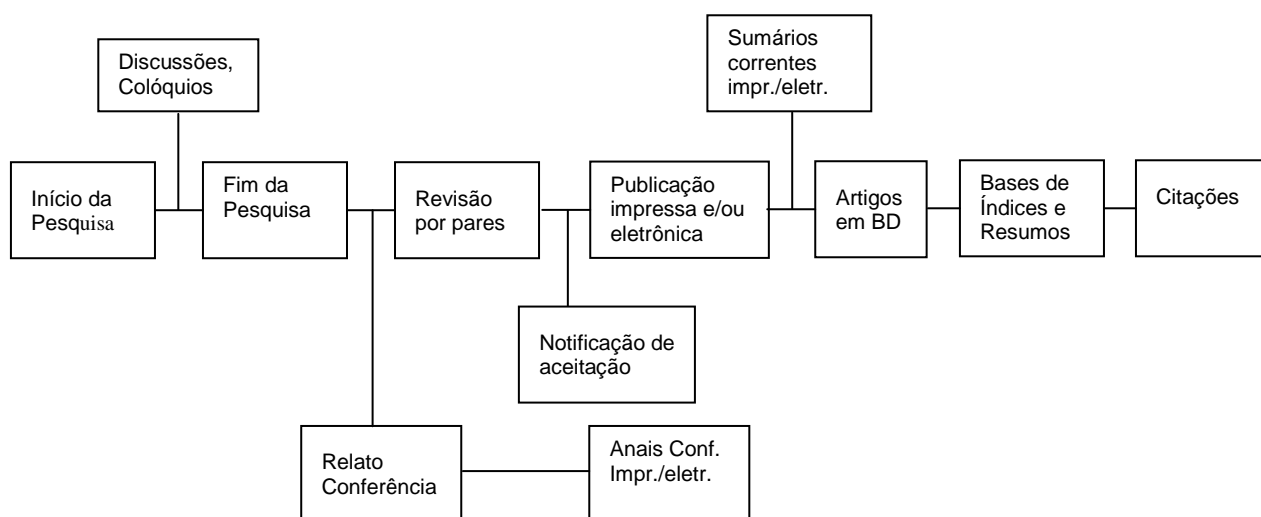 Discussões,
Colóquios
Sumários
correntes
impr./eletr.
Início da
Pesquisa
Fim da
Pesquisa
Revisão
por pares
Publicação
impressa e/ou
eletrônica
Artigos
em BD
Bases de
Índices e
Resumos
Citações
Notificação de
aceitação
Relato
Conferência
Anais Conf.
Impr./eletr.